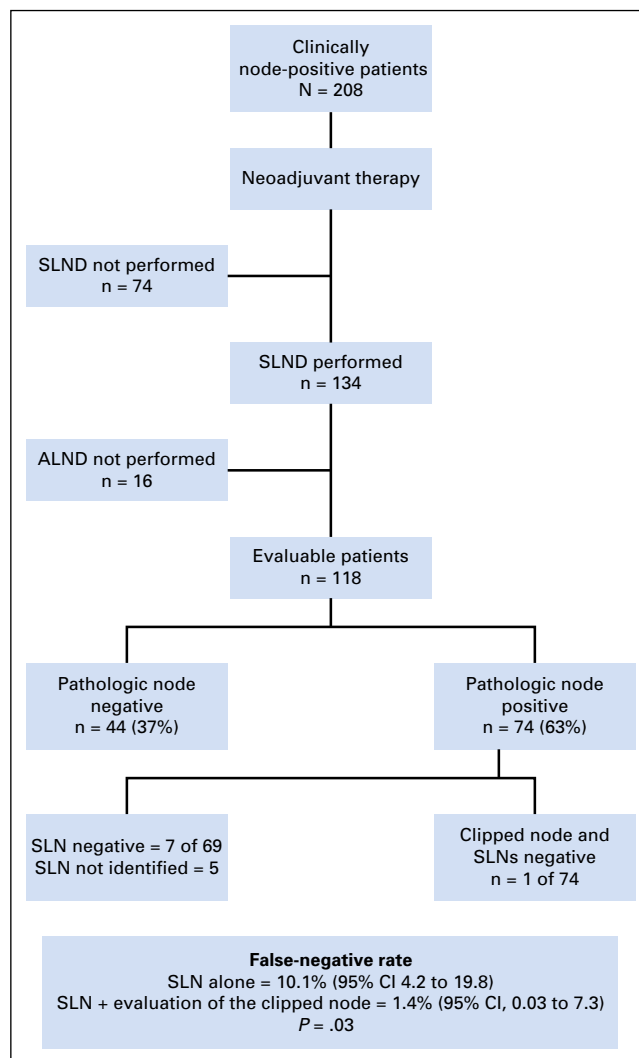 Clinically
node-positive patients
N = 208
Neoadjuvant therapy
SLND not performed
n = 74
SLND performed
n = 134
ALND not performed
n = 16
Evaluable patients
n = 118
Pathologic node
negative
n = 44 (37%)
Pathologic node
positive
n = 74 (63%)
SLN negative = 7 of 69
SLN not identified = 5
Clipped node and
SLNs negative
n = 1 of 74
False-negative rate
SLN alone = 10.1% (95% CI 4.2 to 19.8)
SLN + evaluation of the clipped node = 1.4% (95% CI, 0.03 to 7.3)
P = .03